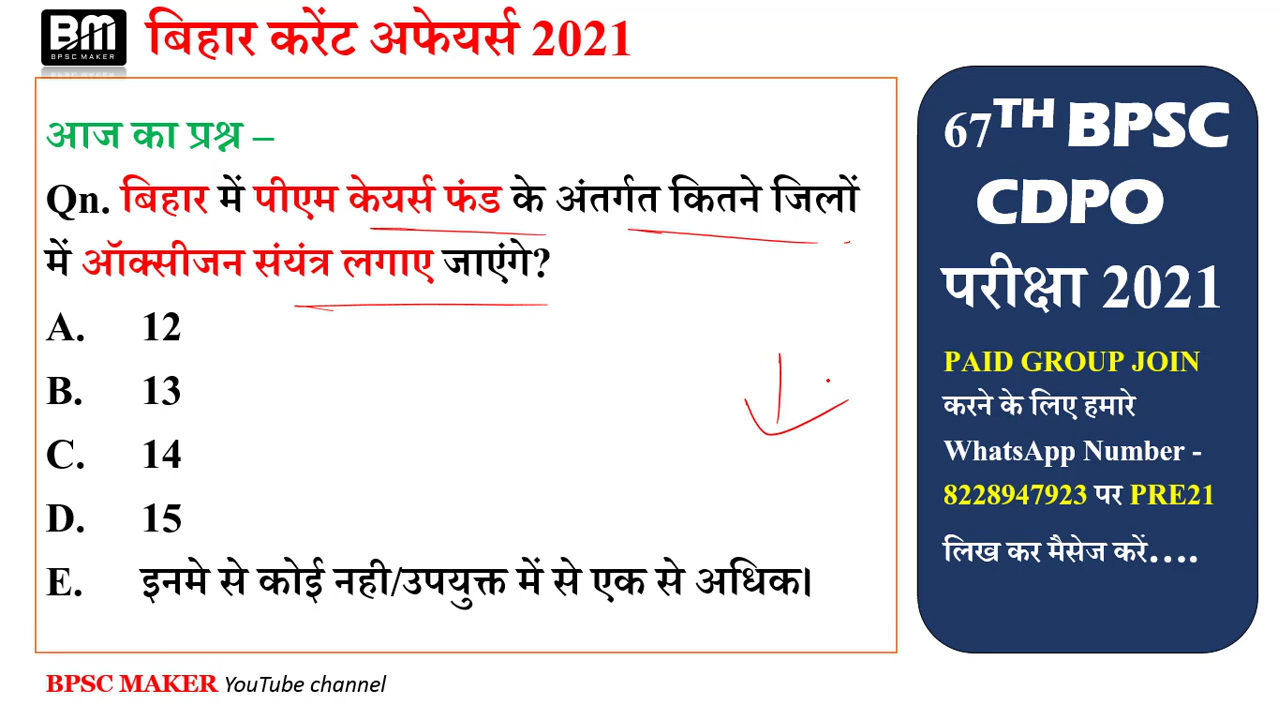 BM
BPSC MAKER
बिहार करेंट अफेयर्स 2021
आज का प्रश्न –
Qn. बिहार में पीएम केयर्स फंड के अंतर्गत कितने जिलों
में ऑक्सीजन संयंत्र लगाए जाएंगे?
A. 12
B. 13
C. 14
D. 15
E. इनमे से कोई नही/उपयुक्त में से एक से अधिक।
67TH BPSC
CDPO
परीक्षा 2021
PAID GROUP JOIN
करने के लिए हमारे
WhatsApp Number -
8228947923 पर PRE21
लिख कर मैसेज करें....
BPSC MAKER YouTube channel